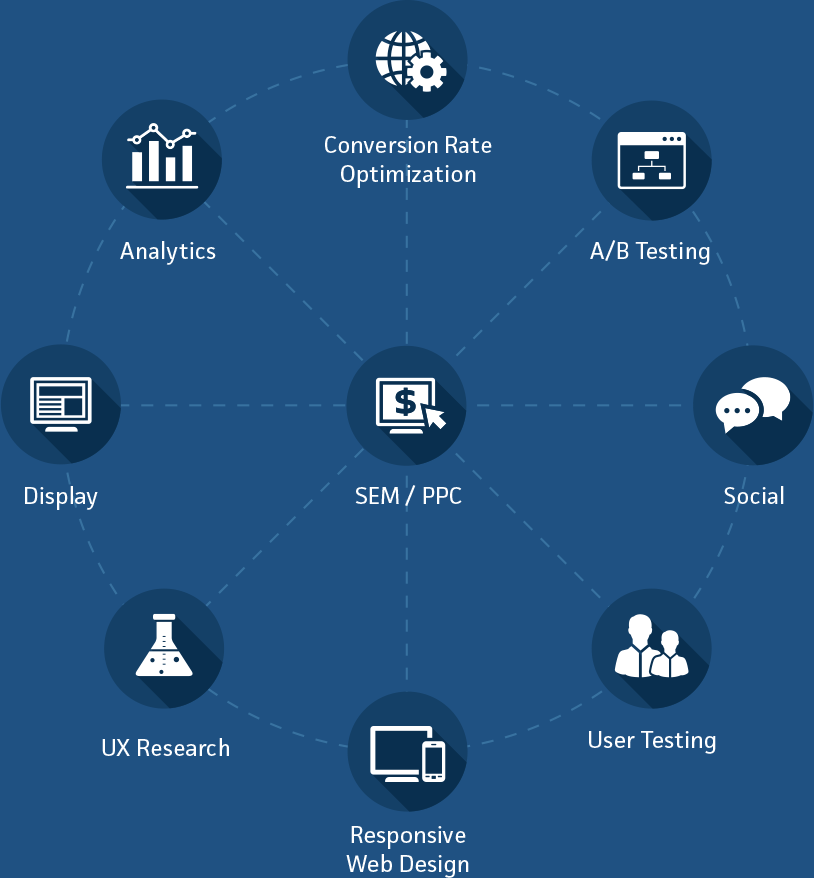 Conversion Rate
Optimization
Analytics
A/B Testing
$
Display
SEM / PPC
Social
UX Research
User Testing
Responsive
Web Design